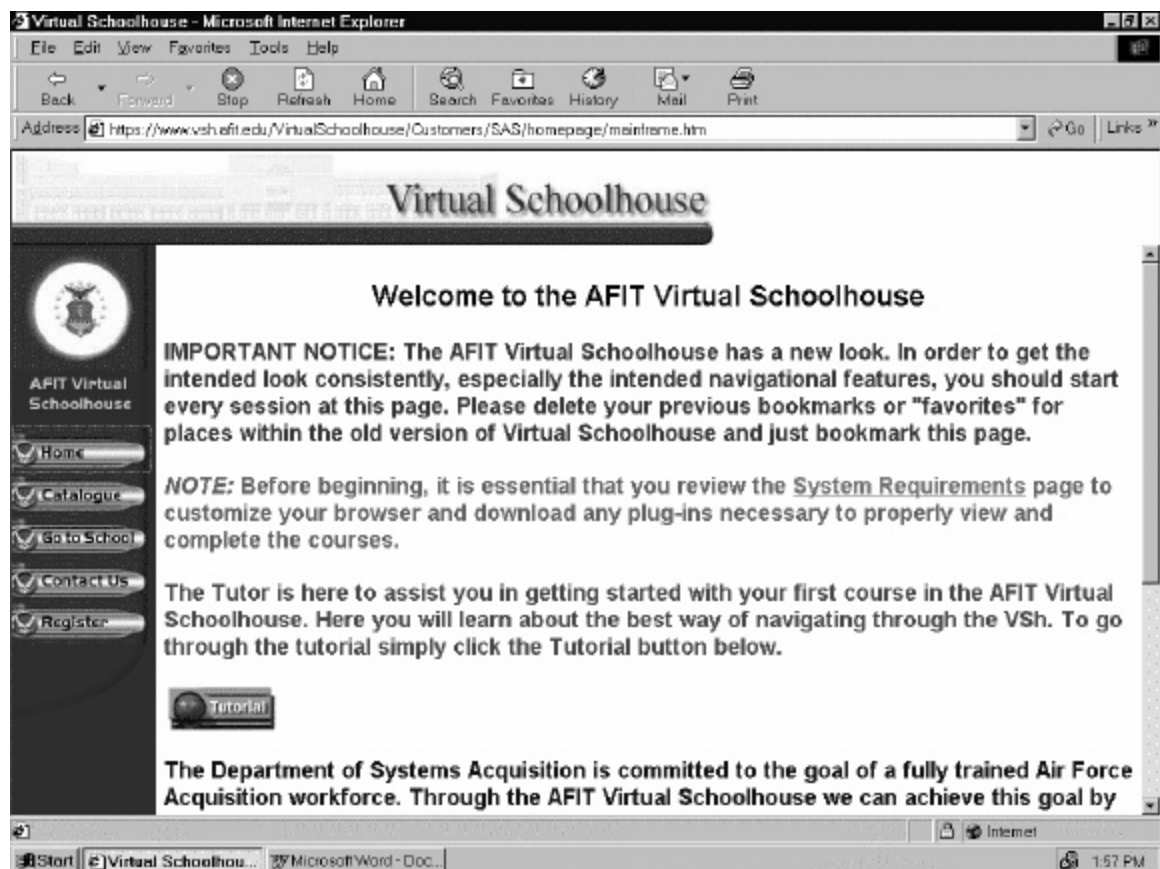 Virtual Schoolhouse - Microsoft Internet Explorer
File Edit View Favorites Tools Help
Back Forward Stop Refresh Home Search Favorites History Mail Print
Address https://www.vsh.afit.edu/VirtualSchoolhouse/Customers/SAS/homepage/mainframe.htm Go Links »
Virtual Schoolhouse
AFIT Virtual
Schoolhouse
Home
Catalogue
Go to School
Contact Us
Register
Welcome to the AFIT Virtual Schoolhouse
IMPORTANT NOTICE: The AFIT Virtual Schoolhouse has a new look. In order to get the
intended look consistently, especially the intended navigational features, you should start
every session at this page. Please delete your previous bookmarks or "favorites" for
places within the old version of Virtual Schoolhouse and just bookmark this page.
NOTE: Before beginning, it is essential that you review the System Requirements page to
customize your browser and download any plug-ins necessary to properly view and
complete the courses.
The Tutor is here to assist you in getting started with your first course in the AFIT Virtual
Schoolhouse. Here you will learn about the best way of navigating through the VSh. To go
through the tutorial simply click the Tutorial button below.
Tutorial
The Department of Systems Acquisition is committed to the goal of a fully trained Air Force
Acquisition workforce. Through the AFIT Virtual Schoolhouse we can achieve this goal by
Internet
Start Virtual Schoolhou... Microsoft Word - Doc... 1:57 PM